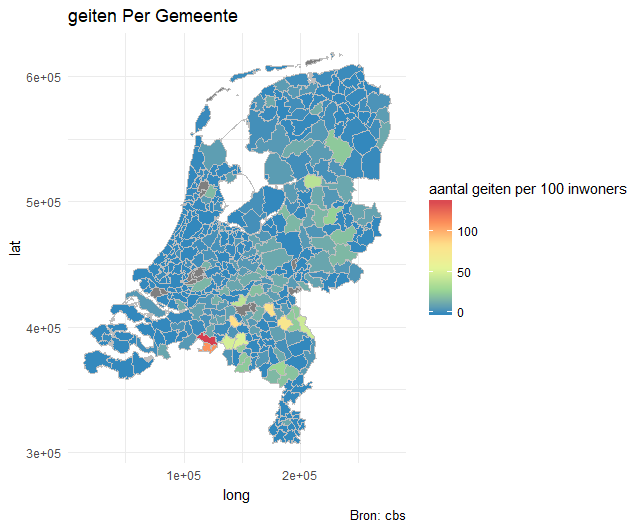 geiten Per Gemeente
6e+05
5e+05
4e+05
3e+05
lat
1e+05
2e+05
long
aantal geiten per 100 inwoners
100
50
0
Bron: cbs